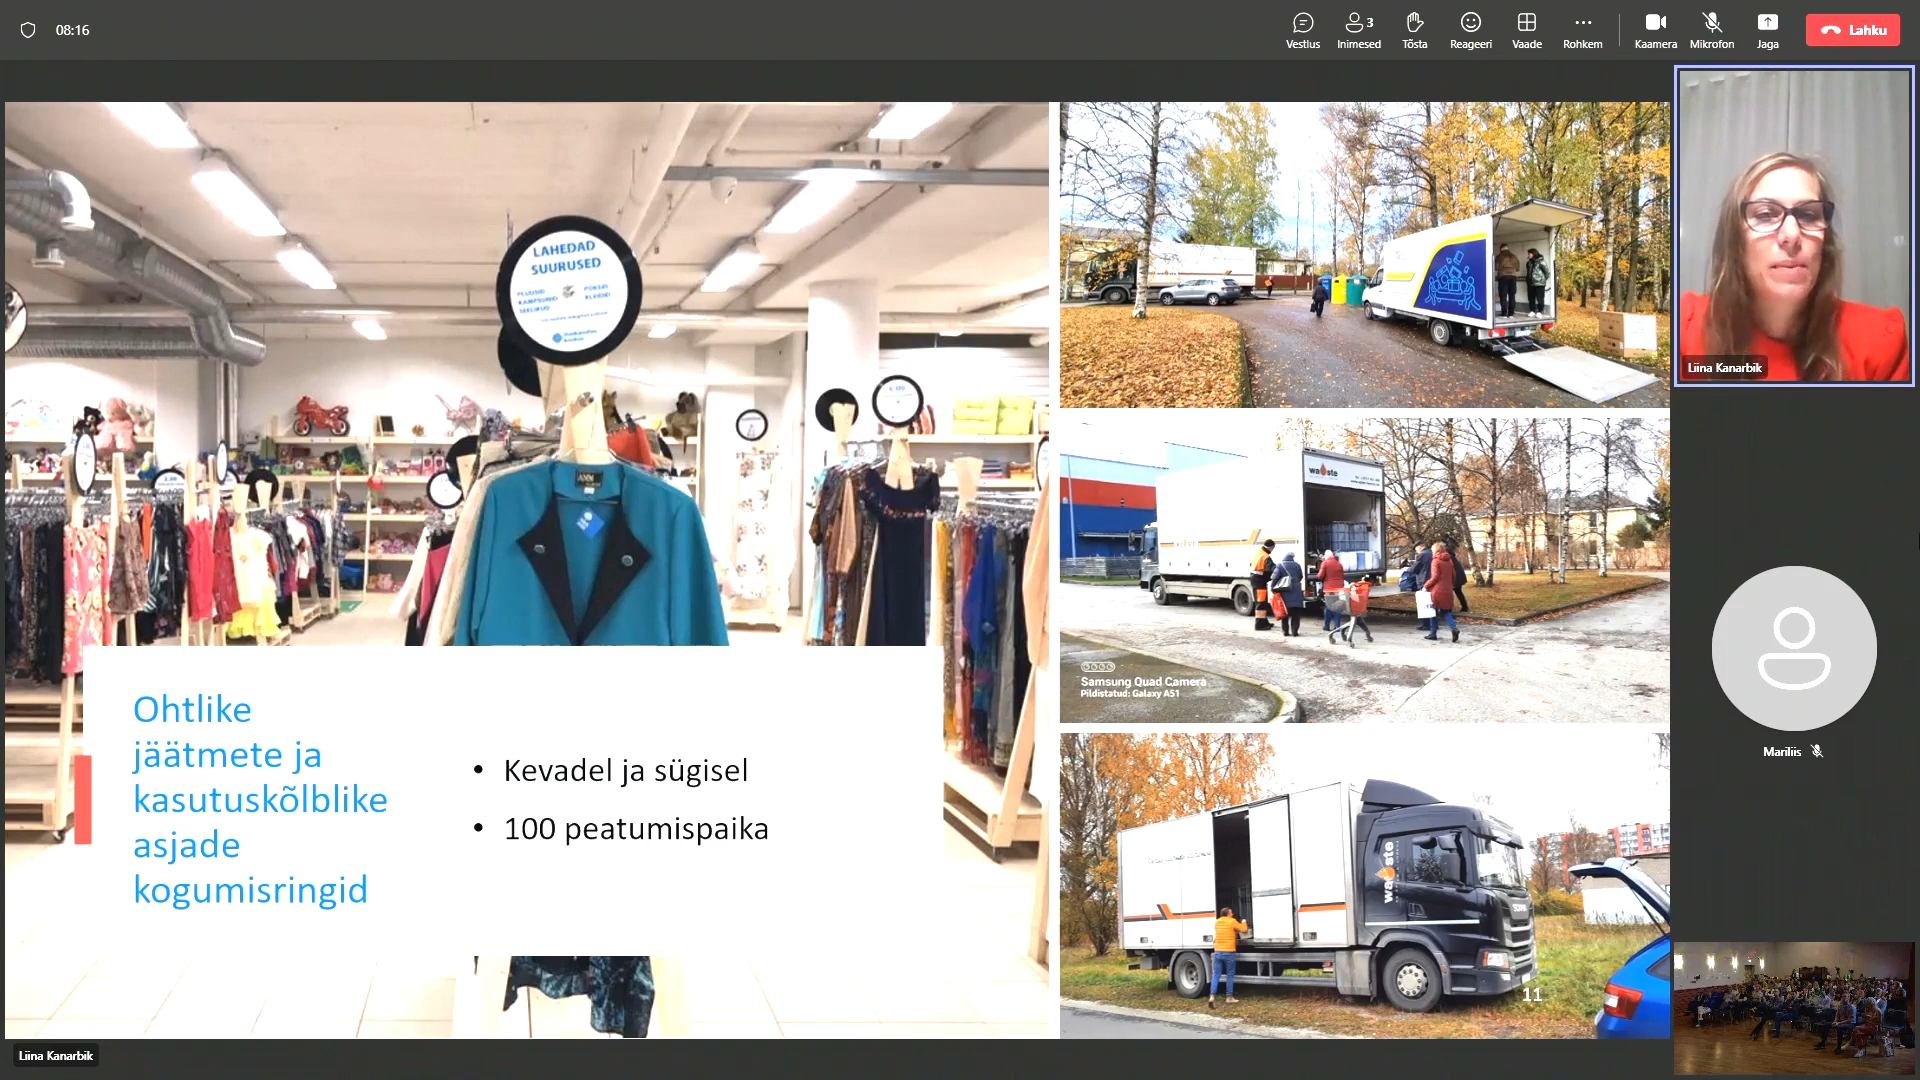 08:16
Vestlus
Inimesed
3
Tõsta
Reageeri
Vaade
Rohkem
Kaamera
Mikrofon
Jaga
Lahku
LAHEDAD
SUURUSED
Ohtlike
jäätmete ja
kasutuskõlblike
asjade
kogumisringid
• Kevadel ja sügisel
• 100 peatumispaika
waste
Samsung Quad Camera
Pildistatud: Galaxy A51
waste
11
Liina Kanarbik
Mariliis
Liina Kanarbik